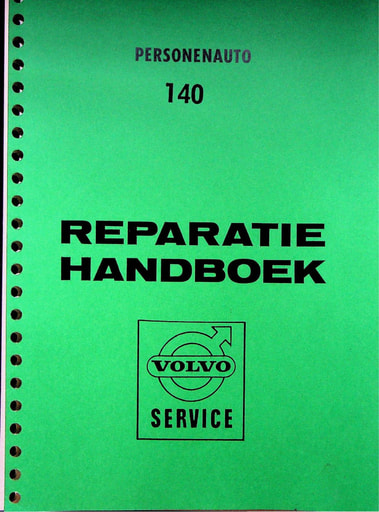 PERSONENAUTO
140
REPARATIE
HANDBOEK
VOLVO
SERVICE